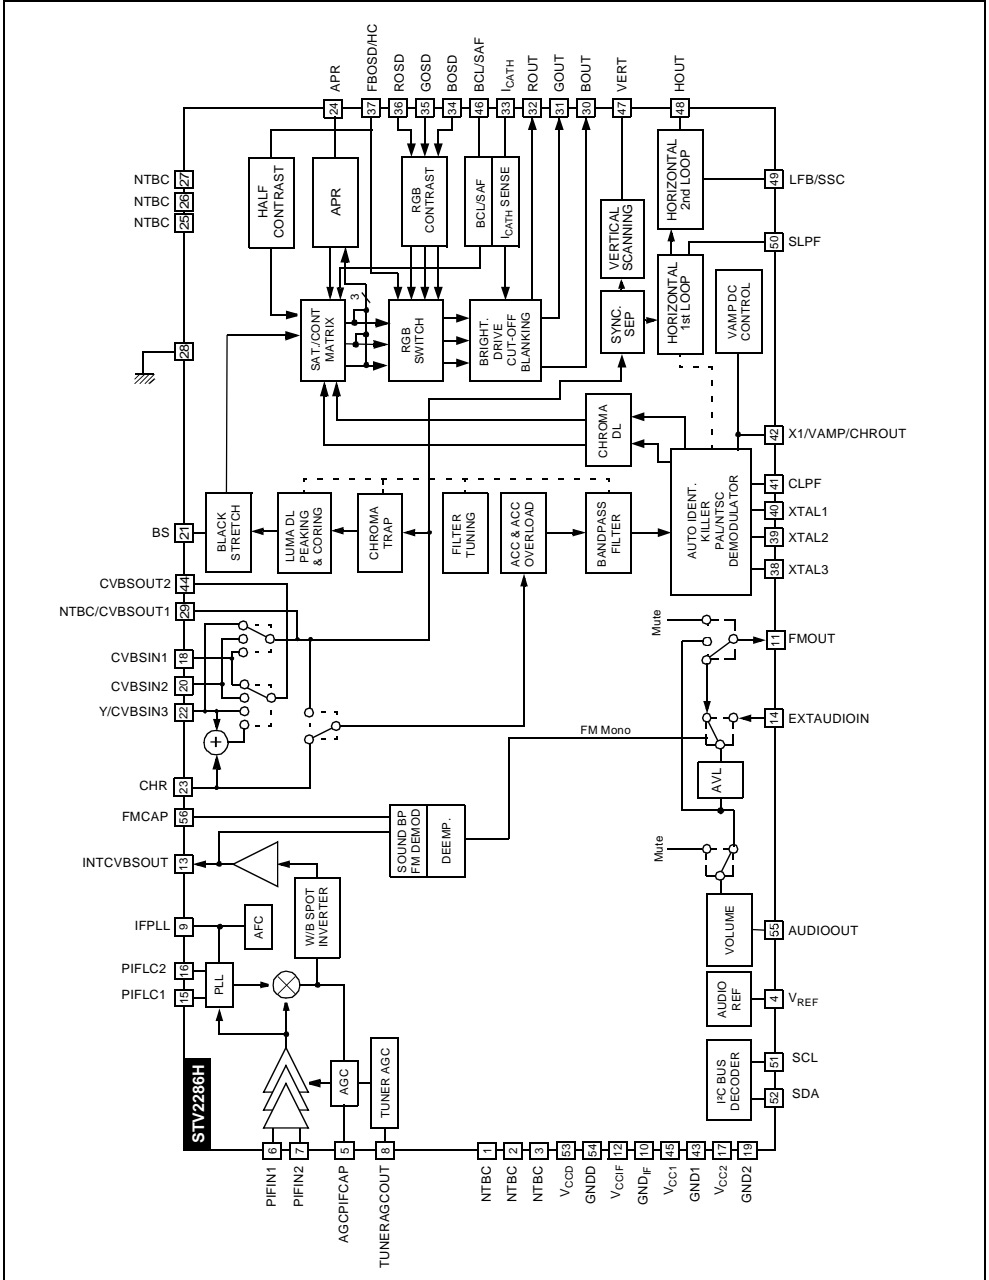 APR
FBOSD/HC
ROSD
GOSD
BOSD
BCL/SAF
ICATH
ROUT
GOUT
BOUT
VERT
HOUT
24
37
36
35
34
46
33
32
31
30
47
48
NTBC
27
NTBC
26
NTBC
25
HALF
CONTRAST
APR
RGB
CONTRAST
BCL/SAF
ICATH SENSE
VERTICAL
SCANNING
HORIZONTAL
2nd LOOP
49
LFB/SSC
50
SLPF
28
3
SAT./CONT
MATRIX
RGB
SWITCH
BRIGHT.
DRIVE
CUT-OFF
BLANKING
SYNC.
SEP
HORIZONTAL
1st LOOP
VAMP DC
CONTROL
CHROMA
DL
42
X1/VAMP/CHROUT
BS
21
BLACK
STRETCH
LUMA DL
PEAKING
& CORING
CHROMA
TRAP
FILTER
TUNING
ACC & ACC
OVERLOAD
BANDPASS
FILTER
AUTO IDENT.
KILLER
PAL/NTSC
DEMODULATOR
41
CLPF
40
XTAL1
39
XTAL2
38
XTAL3
CVBSOUT2
44
NTBC/CVBSOUT1
29
CVBSIN1
18
CVBSIN2
20
Y/CVBSIN3
22
+
CHR
23
Mute
11
FMOUT
14
EXTAUDIOIN
FM Mono
AVL
FMCAP
56
SOUND BP
FM DEMOD
DEEMP.
INTCVBSOUT
13
W/B SPOT
INVERTER
Mute
IFPLL
9
AFC
VOLUME
55
AUDIOOUT
PIFLC2
16
PIFLC1
15
PLL
AUDIO
REF
4
VREF
STV2286H
AGC
TUNER AGC
I²C BUS
DECODER
51
SCL
52
SDA
6
7
5
8
1
2
3
53
54
12
10
45
43
17
19
PIFIN1
PIFIN2
AGCPIFCAP
TUNERAGCOUT
NTBC
NTBC
NTBC
VCCD
GNDD
VCCIF
GNDIF
VCC1
GND1
VCC2
GND2